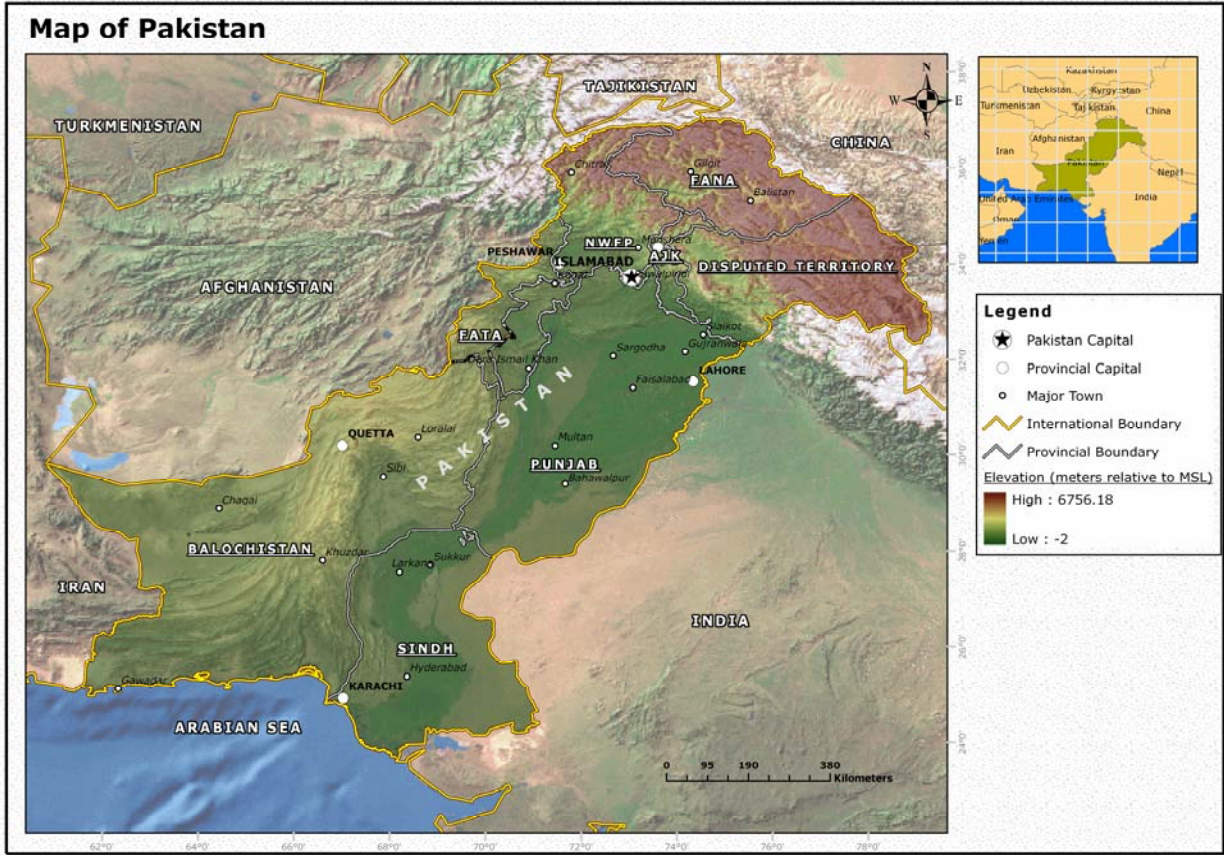 Map of Pakistan
TAJIKISTAN
TURKMENISTAN
CHINA
N
W E
S
Chitral
Gilgit
FANA
Balistan
NWFP
Manshera
PESHAWAR
AJK
ISLAMABAD
DISPUTED TERRITORY
AFGHANISTAN
FATA
Slaikot
Sargodha
Gujranwala
Dera Ismail Khan
LAHORE
Faisalabad
PAKISTAN
QUETTA
Loralai
Multan
Sibi
PUNJAB
Bahawalpur
Chagai
BALOCHISTAN
Khuzdar
Sukkur
Larkana
IRAN
INDIA
SINDH
Hyderabad
Gawadar
KARACHI
ARABIAN SEA
0 95 190 380
Kilometers
62°0' 64°0' 66°0' 68°0' 70°0' 72°0' 74°0' 76°0' 78°0'
38°0'
36°0'
34°0'
32°0'
30°0'
28°0'
26°0'
24°0'
Kazakistan
Uzbekistan
Kyrgyzstan
Turkmenistan
Tajikistan
China
Afghanistan
Iran
Pakistan
Nepal
United Arab Emirates
India
Oman
Yemen
Legend
Pakistan Capital
Provincial Capital
Major Town
International Boundary
Provincial Boundary
Elevation (meters relative to MSL)
High : 6756.18
Low : -2